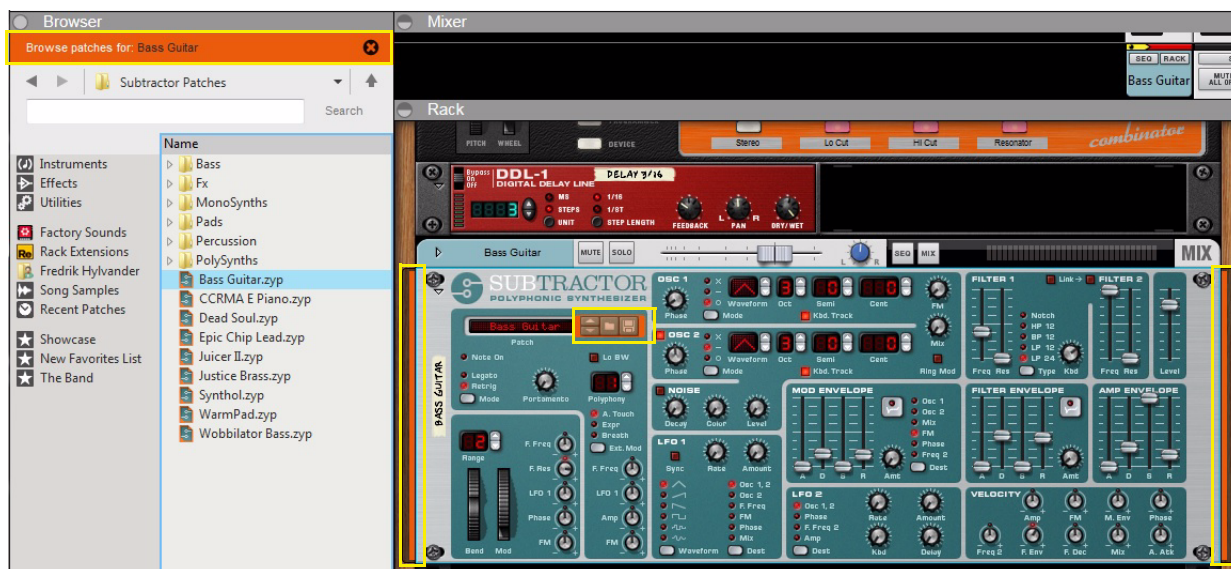 Browser
Browse patches for: Bass Guitar
Subtractor Patches
Search
Name
Instruments
Effects
Utilities
Factory Sounds
Rack Extensions
Fredrik Hylvander
Song Samples
Recent Patches
Showcase
New Favorites List
The Band
Bass
Fx
MonoSynths
Pads
Percussion
PolySynths
Bass Guitar.zyp
CCRMA E Piano.zyp
Dead Soul.zyp
Epic Chip Lead.zyp
Juicer II.zyp
Justice Brass.zyp
Synthol.zyp
WarmPad.zyp
Wobbilator Bass.zyp
Mixer
SEQ RACK
Bass Guitar
Rack
PITCH WHEEL
DEVICE
Stereo
Lo Cut
Hi Cut
Resonator
combinator
Bypass
On
Off
DDL-1
DIGITAL DELAY LINE
DELAY 3/16
MS
STEPS
UNIT
1/16
1/8T
STEP LENGTH
FEEDBACK
L R
PAN
DRY/WET
Bass Guitar
MUTE
SOLO
L R
SEQ
MIX
MIX
SUBTRACTOR
POLYPHONIC SYNTHESIZER
Bass Guitar
Patch
BASS GUITAR
Note On
Legato
Retrig
Mode
Portamento
Lo BW
Polyphony
A. Touch
Expr
Breath
Ext. Mod
Range
Bend Mod
F. Freq
F. Res
LFO 1
Phase
FM
F. Freq
LFO 1
Amp
FM
OSC 1
Phase
Mode
Waveform Oct Semi Cent
Kbd. Track
FM
OSC 2
Phase
Mode
Waveform Oct Semi Cent
Kbd. Track
Mix
Ring Mod
NOISE
Decay Color Level
LFO 1
Sync Rate Amount
Osc 1, 2
Osc 2
F. Freq
FM
Phase
Mix
Waveform Dest
MOD ENVELOPE
A D S R Amt
Osc 1
Osc 2
Mix
FM
Phase
Freq 2
Dest
LFO 2
Osc 1, 2
Phase
F. Freq 2
Amp
Dest
Rate Amount
Kbd Delay
FILTER 1
Link
FILTER 2
Notch
HP 12
BP 12
LP 12
LP 24
Freq Res
Type Kbd
Freq Res
Level
FILTER ENVELOPE
A D S R Amt
AMP ENVELOPE
A D S R
VELOCITY
Amp FM M. Env Phase
Freq 2 F. Env F. Dec Mix A. Atk